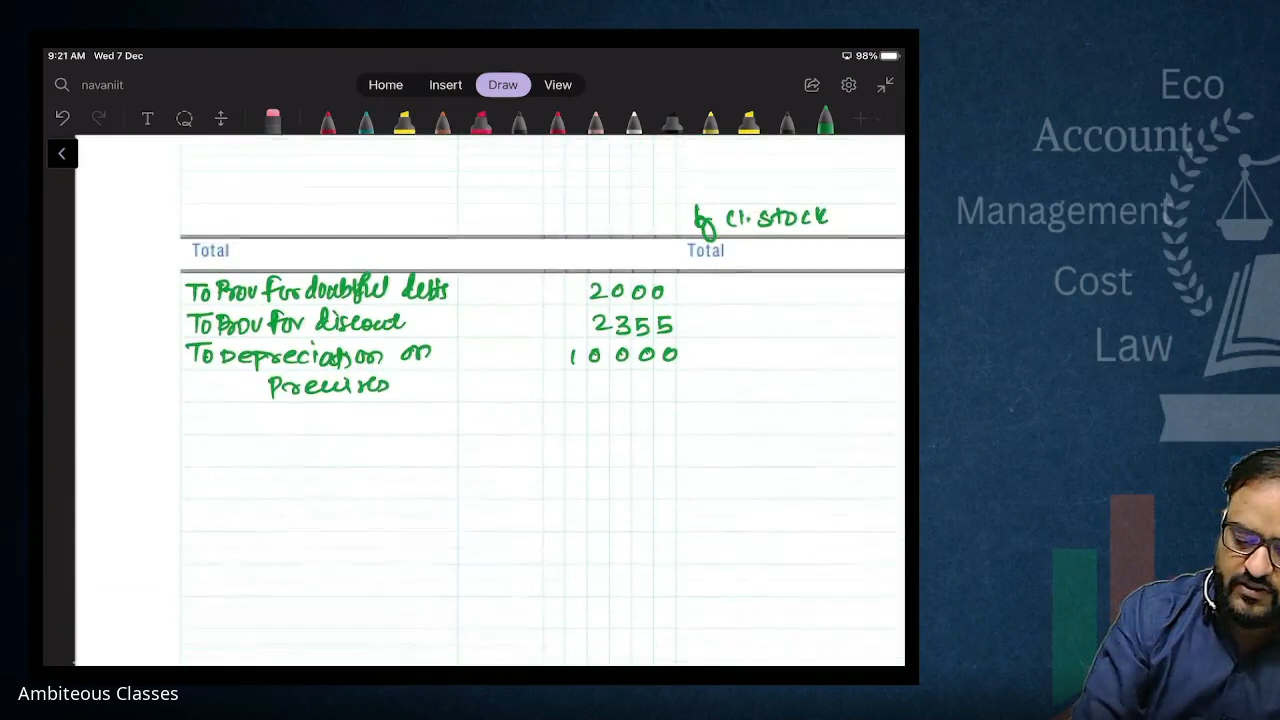 9:21 AM Wed 7 Dec
98%
navaniit
Home Insert Draw View
T
by Cl. stock
Total Total
To Prov for doubtful debts 2000
To Prov for discout 2355
To Depreciation on 10000
Premises
Eco
Account
Management
Cost
Law
Ambiteous Classes